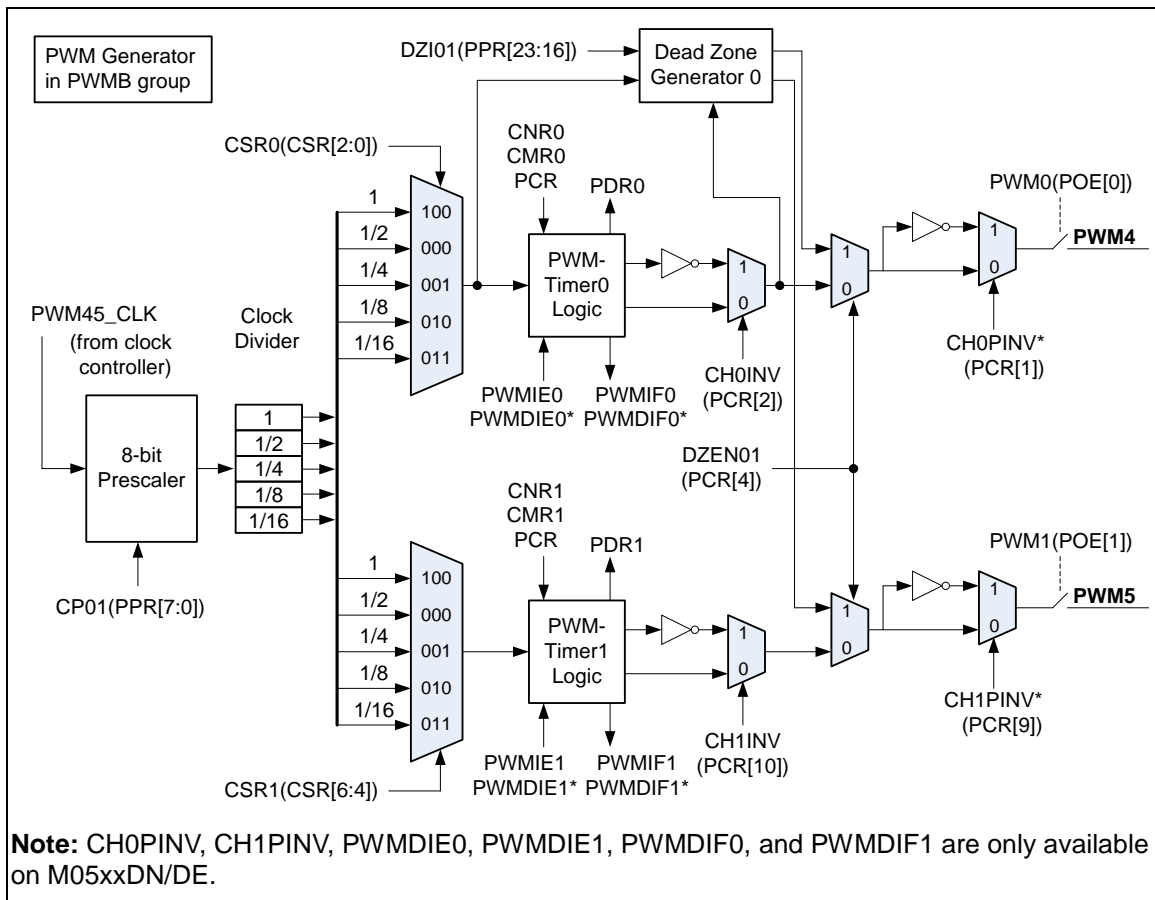 PWM Generator
in PWMB group
DZI01(PPR[23:16])
Dead Zone
Generator 0
CSR0(CSR[2:0])
CNR0
CMR0
PCR
PDR0
PWM0(POE[0])
PWM4
1
1/2
1/4
1/8
1/16
100
000
001
010
011
PWM-
Timer0
Logic
1
0
1
0
1
0
PWM45_CLK
(from clock
controller)
Clock
Divider
PWMIE0
PWMDIE0*
PWMIF0
PWMDIF0*
CH0INV
(PCR[2])
CH0PINV*
(PCR[1])
8-bit
Prescaler
1
1/2
1/4
1/8
1/16
DZEN01
(PCR[4])
CP01(PPR[7:0])
CNR1
CMR1
PCR
PDR1
PWM1(POE[1])
PWM5
1
1/2
1/4
1/8
1/16
100
000
001
010
011
PWM-
Timer1
Logic
1
0
1
0
1
0
PWMIE1
PWMDIE1*
PWMIF1
PWMDIF1*
CH1INV
(PCR[10])
CH1PINV*
(PCR[9])
CSR1(CSR[6:4])
Note: CH0PINV, CH1PINV, PWMDIE0, PWMDIE1, PWMDIF0, and PWMDIF1 are only available
on M05xxDN/DE.